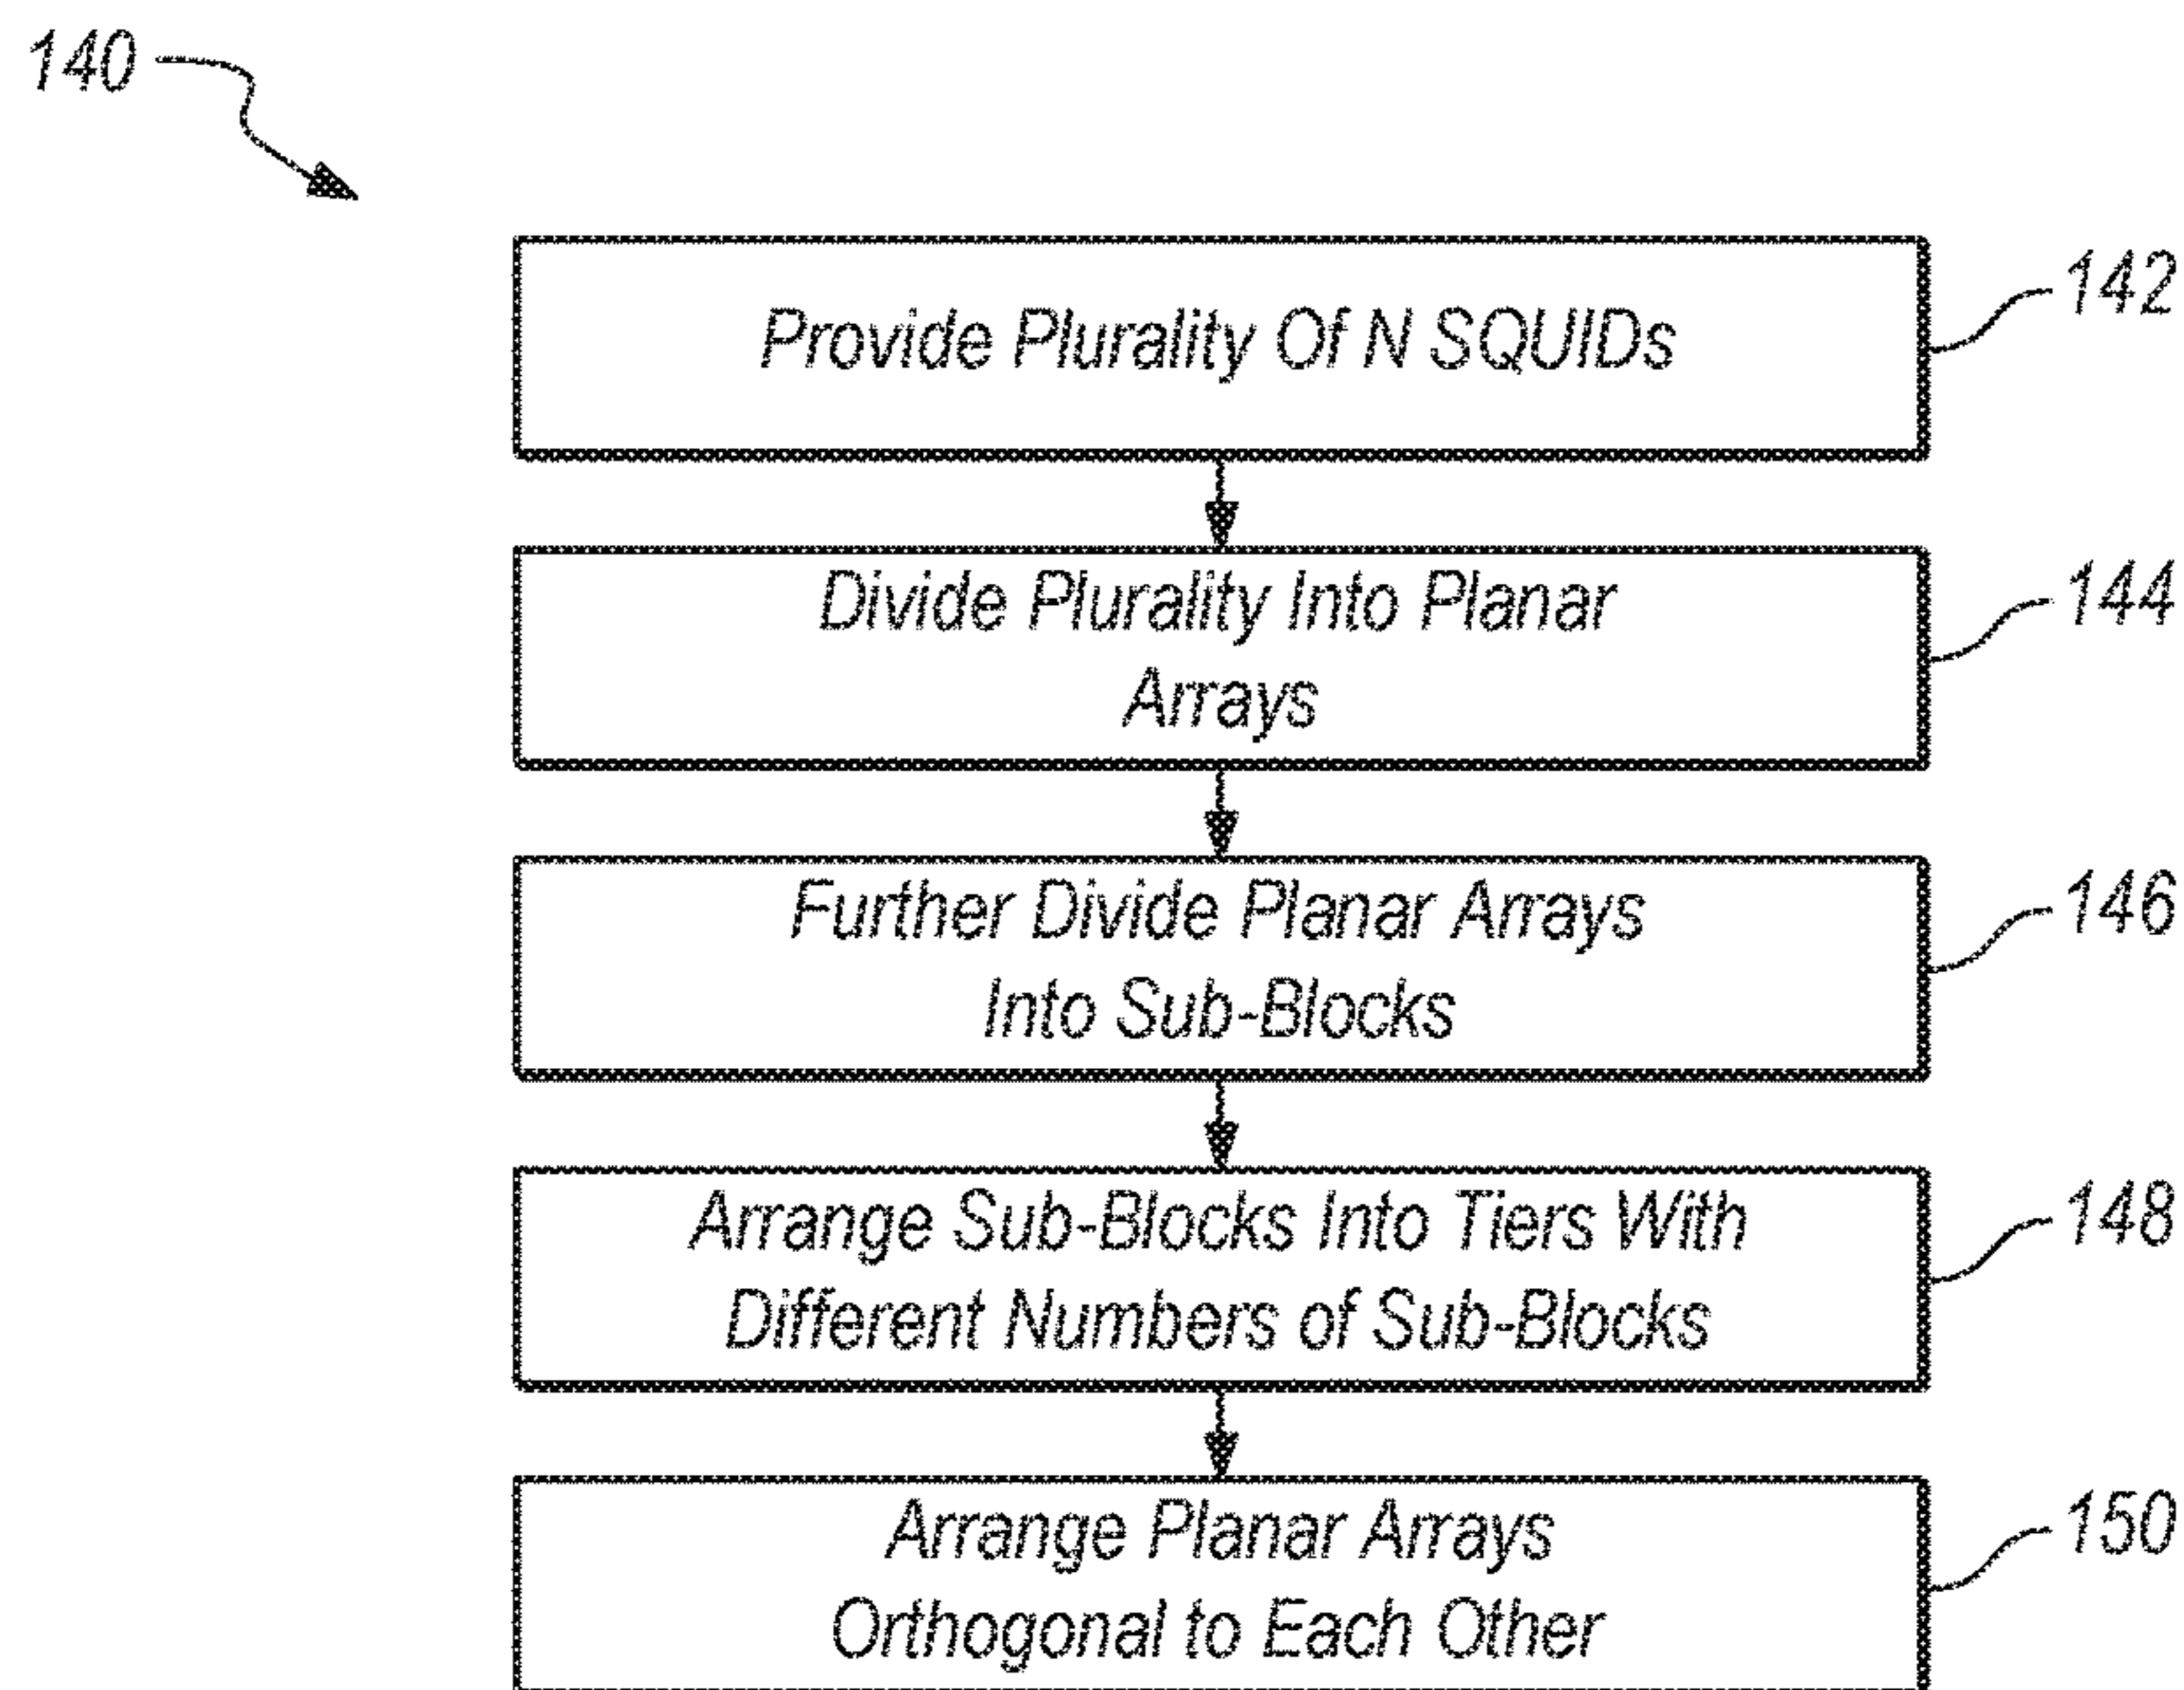 140
Provide Plurality Of N SQUIDs
142
Divide Plurality Into Planar
Arrays
144
Further Divide Planar Arrays
Into Sub-Blocks
146
Arrange Sub-Blocks Into Tiers With
Different Numbers of Sub-Blocks
148
Arrange Planar Arrays
Orthogonal to Each Other
150